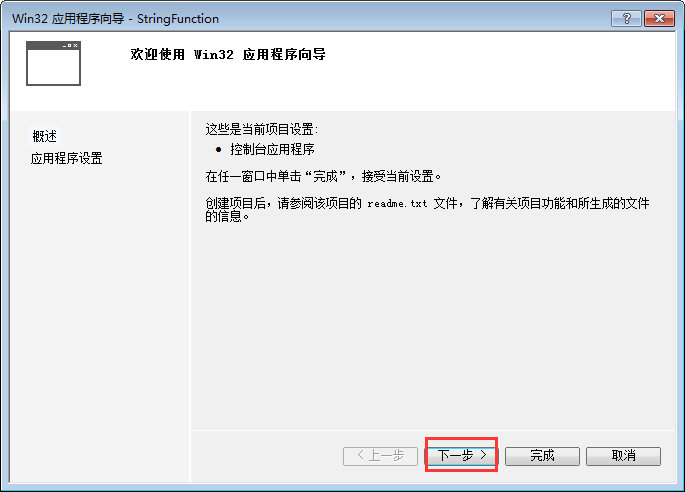 Win32 应用程序向导 - StringFunction
欢迎使用 Win32 应用程序向导
概述
应用程序设置
这些是当前项目设置:
• 控制台应用程序
在任一窗口中单击“完成”，接受当前设置。
创建项目后，请参阅该项目的 readme.txt 文件，了解有关项目功能和所生成的文件
的信息。
< 上一步
下一步 >
完成
取消